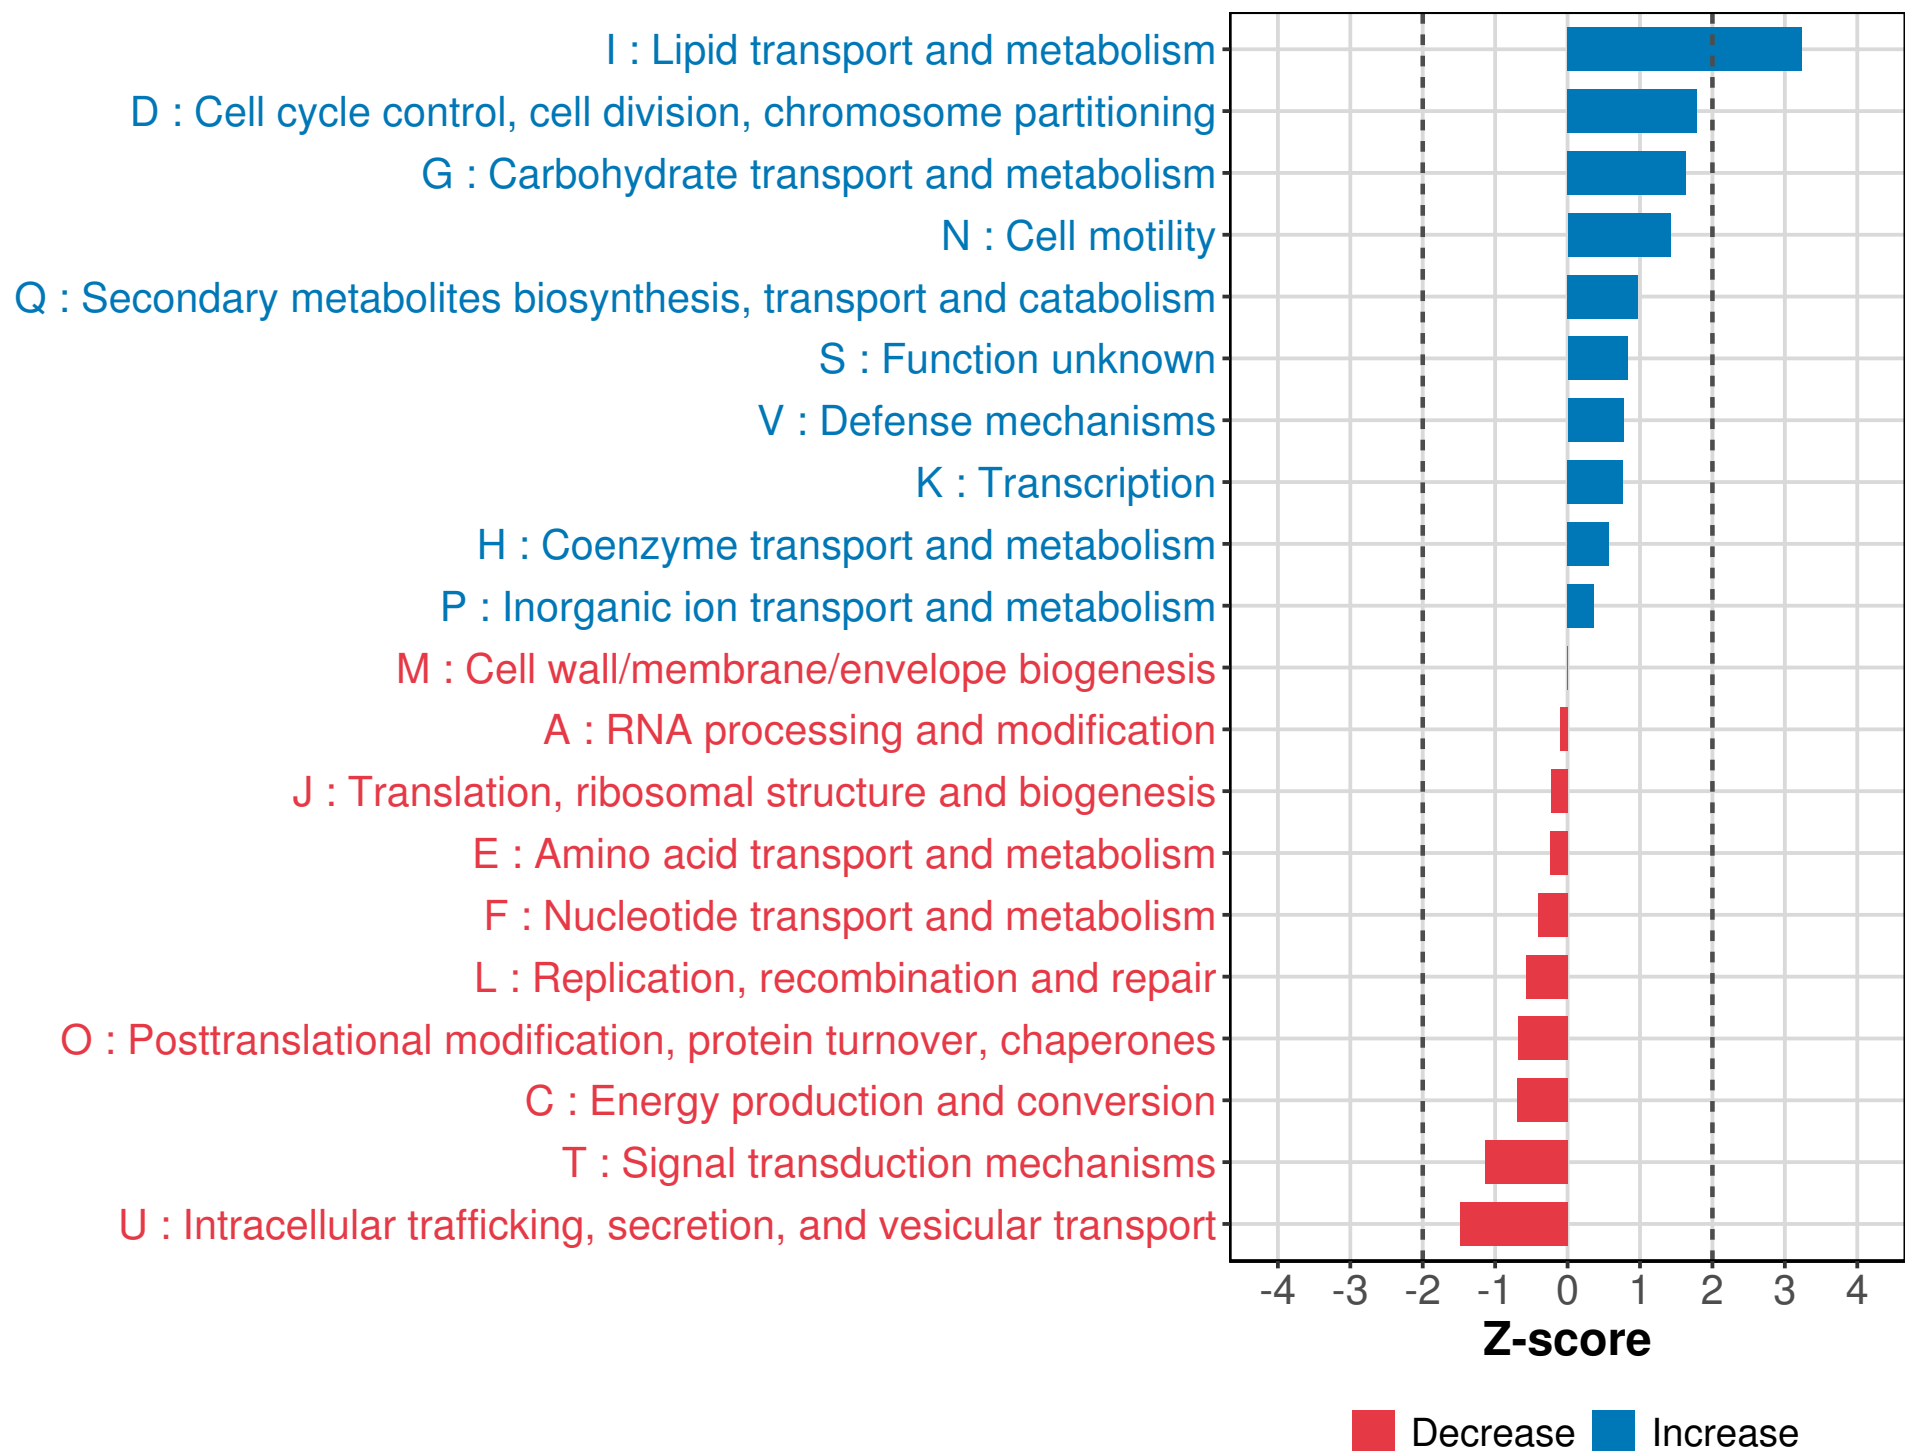 I : Lipid transport and metabolism
D : Cell cycle control, cell division, chromosome partitioning
G : Carbohydrate transport and metabolism
N : Cell motility
Q : Secondary metabolites biosynthesis, transport and catabolism
S : Function unknown
V : Defense mechanisms
K : Transcription
H : Coenzyme transport and metabolism
P : Inorganic ion transport and metabolism
M : Cell wall/membrane/envelope biogenesis
A : RNA processing and modification
J : Translation, ribosomal structure and biogenesis
E : Amino acid transport and metabolism
F : Nucleotide transport and metabolism
L : Replication, recombination and repair
O : Posttranslational modification, protein turnover, chaperones
C : Energy production and conversion
T : Signal transduction mechanisms
U : Intracellular trafficking, secretion, and vesicular transport
-4 -3 -2 -1 0 1 2 3 4
Z-score
Decrease Increase